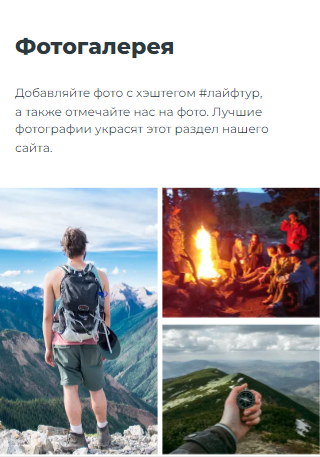 Фотогалерея
Добавляйте фото с хэштегом #лайфтур,
а также отмечайте нас на фото. Лучшие
фотографии украсят этот раздел нашего
сайта.